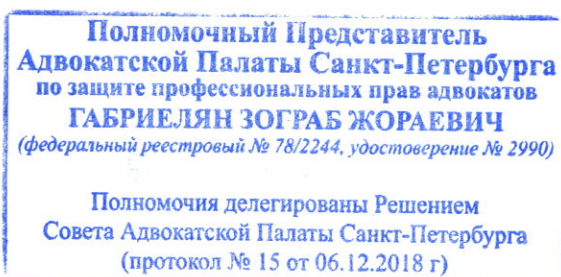 Полномочный Представитель
Адвокатской Палаты Санкт-Петербурга
по защите профессиональных прав адвокатов
ГАБРИЕЛЯН ЗОГРАБ ЖОРАЕВИЧ
(федеральный реестровый № 78/2244, удостоверение № 2990)
Полномочия делегированы Решением
Совета Адвокатской Палаты Санкт-Петербурга
(протокол № 15 от 06.12.2018 г)